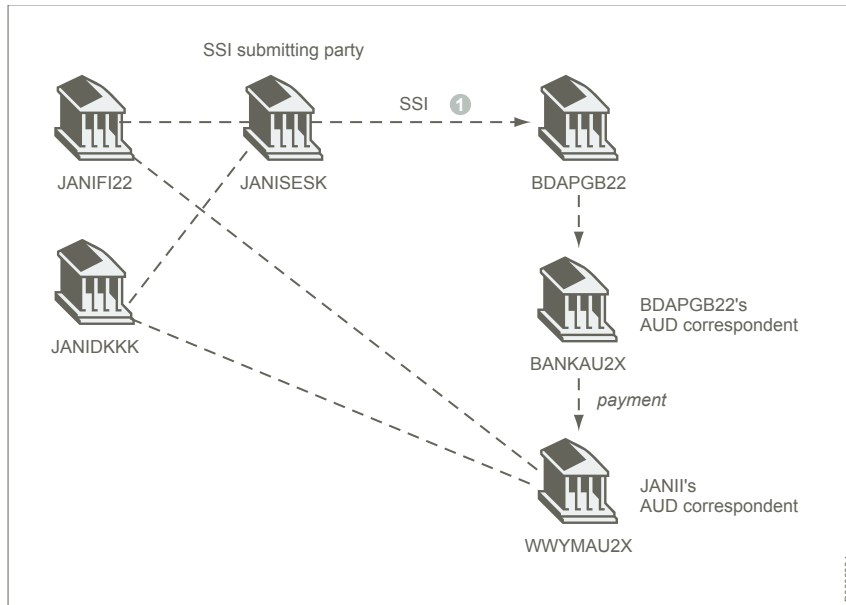 SSI submitting party
SSI 1
JANIFI22
JANISESK
BDAPGB22
JANIDKKK
BDAPGB22's
AUD correspondent
BANKAU2X
payment
JANII's
AUD correspondent
WWYMAU2X